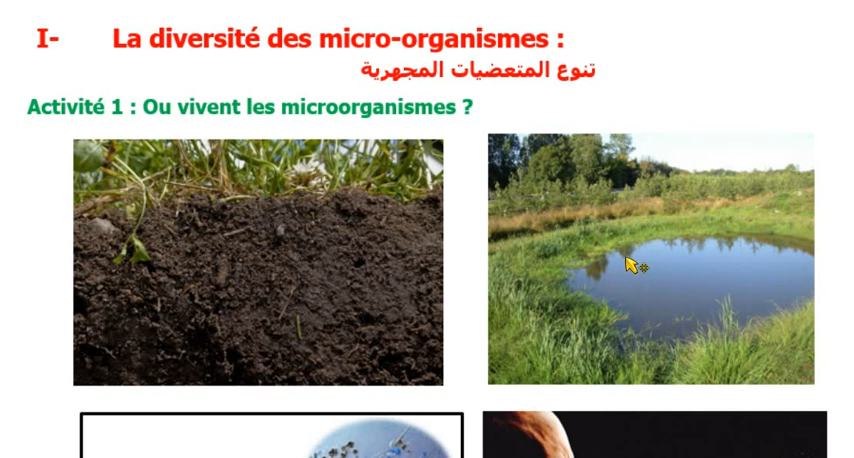 I- La diversité des micro-organismes :
تنوع المتعضيات المجهرية
Activité 1 : Ou vivent les microorganismes ?